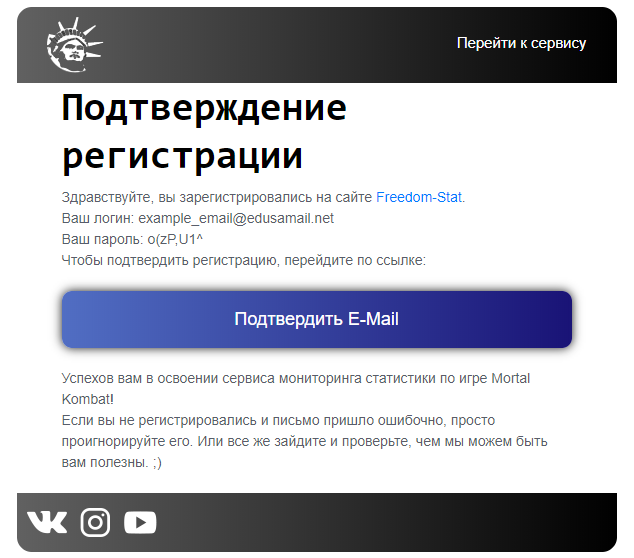 Перейти к сервису
Подтверждение
регистрации
Здравствуйте, вы зарегистрировались на сайте Freedom-Stat.
Ваш логин: example_email@edusamail.net
Ваш пароль: o(zP,U1^
Чтобы подтвердить регистрацию, перейдите по ссылке:
Подтвердить E-Mail
Успехов вам в освоении сервиса мониторинга статистики по игре Mortal
Kombat!
Если вы не регистрировались и письмо пришло ошибочно, просто
проигнорируйте его. Или все же зайдите и проверьте, чем мы можем быть
вам полезны. ;)